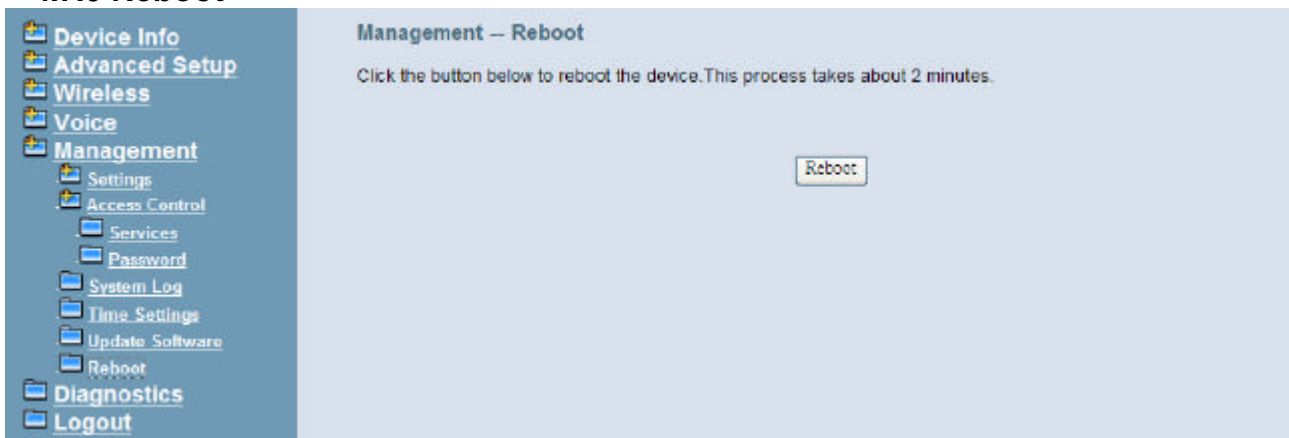 Reboot
Device Info
Advanced Setup
Wireless
Voice
Management
Settings
Access Control
Services
Password
System Log
Time Settings
Update Software
Reboot
Diagnostics
Logout
Management -- Reboot
Click the button below to reboot the device.This process takes about 2 minutes.
Reboot